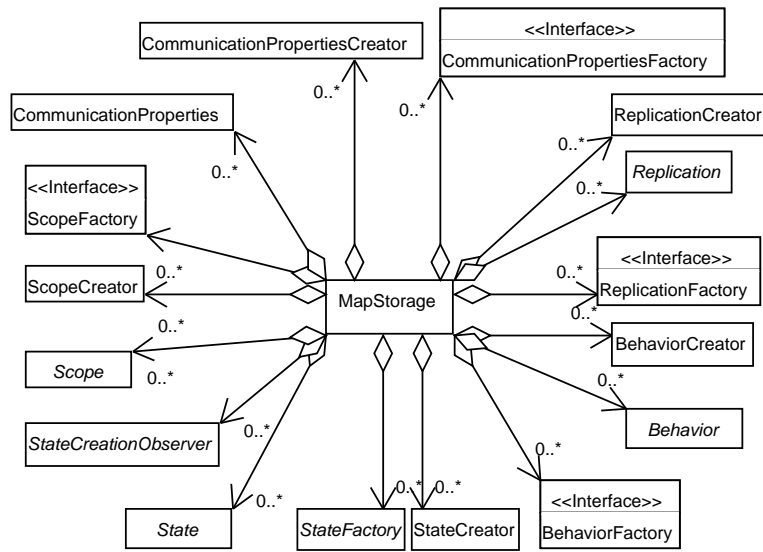 CommunicationPropertiesCreator
<<Interface>>
CommunicationPropertiesFactory
0..*
0..*
CommunicationProperties
0..*
ReplicationCreator
0..*
Replication
0..*
<<Interface>>
ScopeFactory
0..*
ScopeCreator
MapStorage
<<Interface>>
ReplicationFactory
0..*
0..*
Scope
0..*
0..*
BehaviorCreator
0..*
Behavior
StateCreationObserver
0..*
0..*
State
0..*
StateFactory
0..*
StateCreator
0..*
<<Interface>>
BehaviorFactory